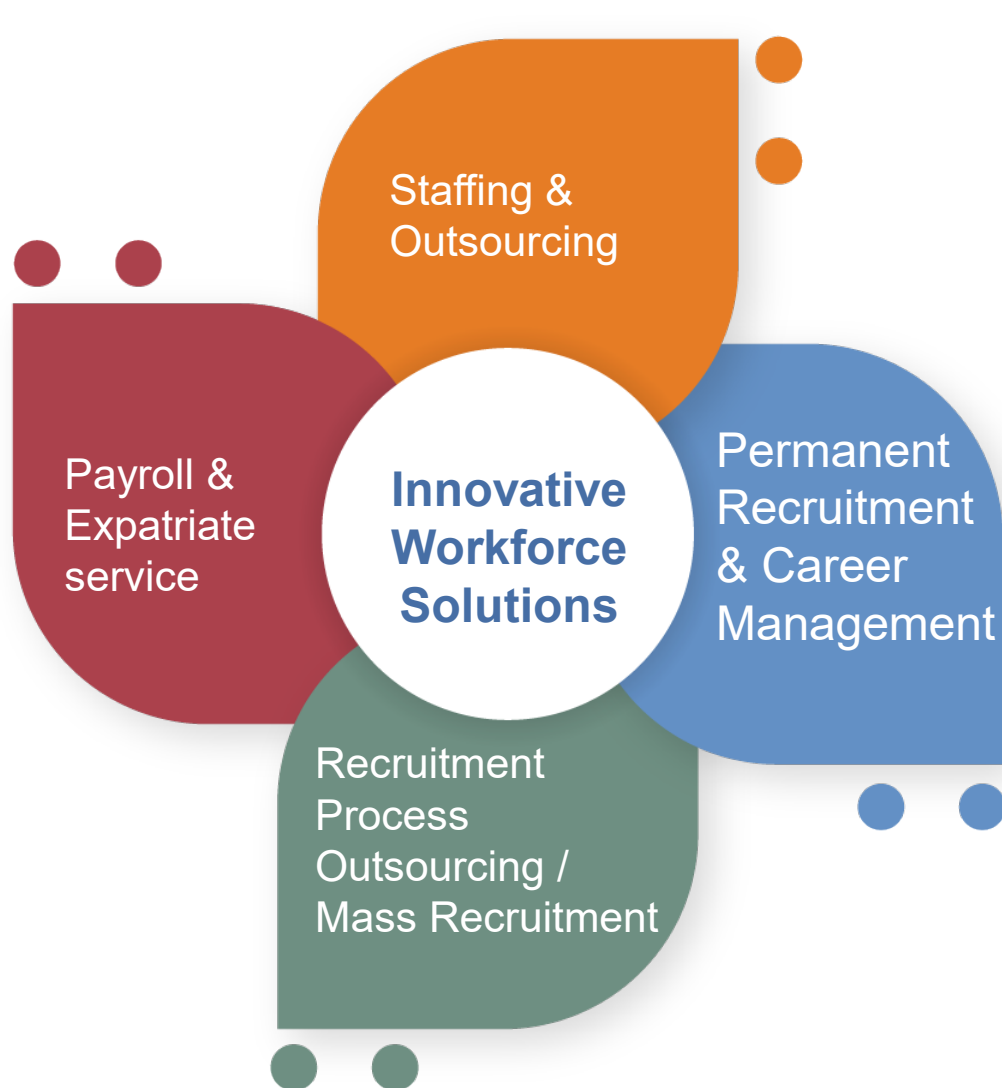 Staffing &
Outsourcing
Payroll &
Expatriate
service
Innovative
Workforce
Solutions
Permanent
Recruitment
& Career
Management
Recruitment
Process
Outsourcing /
Mass Recruitment